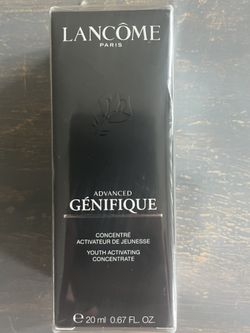 LANCÔME
PARIS
ADVANCED
GÉNIFIQUE
CONCENTRÉ
ACTIVATEUR DE JEUNESSE
YOUTH ACTIVATING
CONCENTRATE
℮ 20 ml 0.67 FL. OZ.